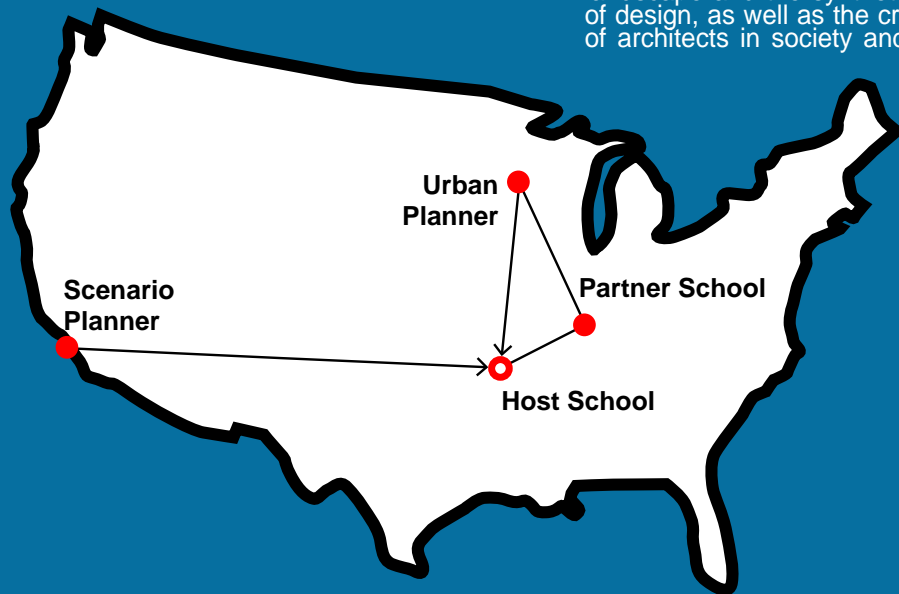 of design, as well as the
of architects in society and
Urban
Planner
Scenario
Planner
Partner School
Host School